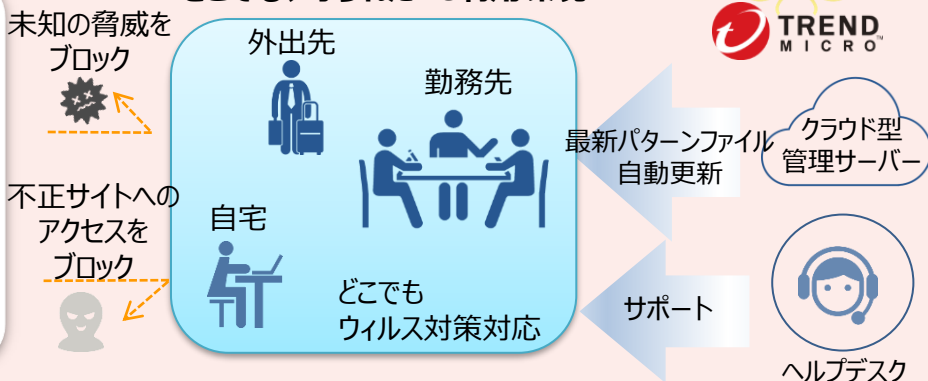 未知の脅威を
ブロック
外出先
勤務先
TREND
MICRO
最新パターンファイル
自動更新
クラウド型
管理サーバー
不正サイトへの
アクセスを
ブロック
自宅
どこでも
ウィルス対策対応
サポート
ヘルプデスク